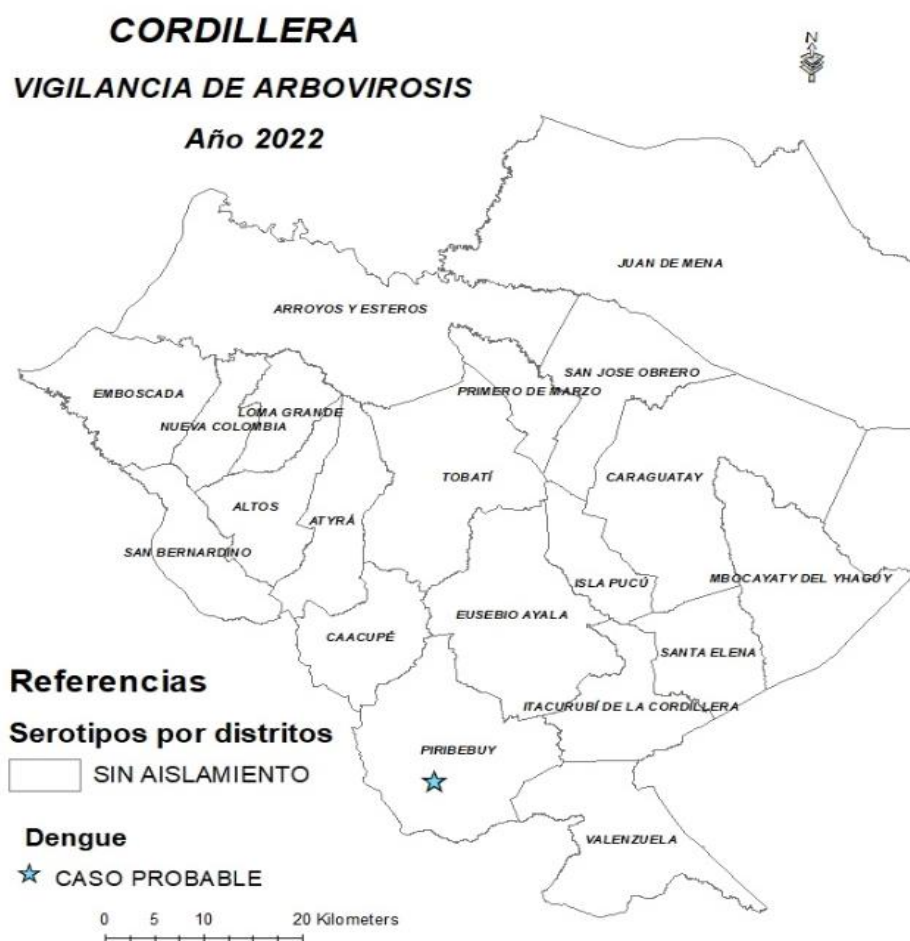 CORDILLERA
VIGILANCIA DE ARBOVIROSIS
Año 2022
N
JUAN DE MENA
ARROYOS Y ESTEROS
SAN JOSE OBRERO
PRIMERO DE MARZO
EMBOSCADA
LOMA GRANDE
NUEVA COLOMBIA
TOBATÍ
CARAGUATAY
ALTOS
ATYRÁ
SAN BERNARDINO
ISLA PUCÚ
MBOCAYATY DEL YHAGUY
EUSEBIO AYALA
CAACUPÉ
SANTA ELENA
ITACURUBÍ DE LA CORDILLERA
PIRIBEBUY
VALENZUELA
Referencias
Serotipos por distritos
SIN AISLAMIENTO
Dengue
CASO PROBABLE
0 5 10 20 Kilometers